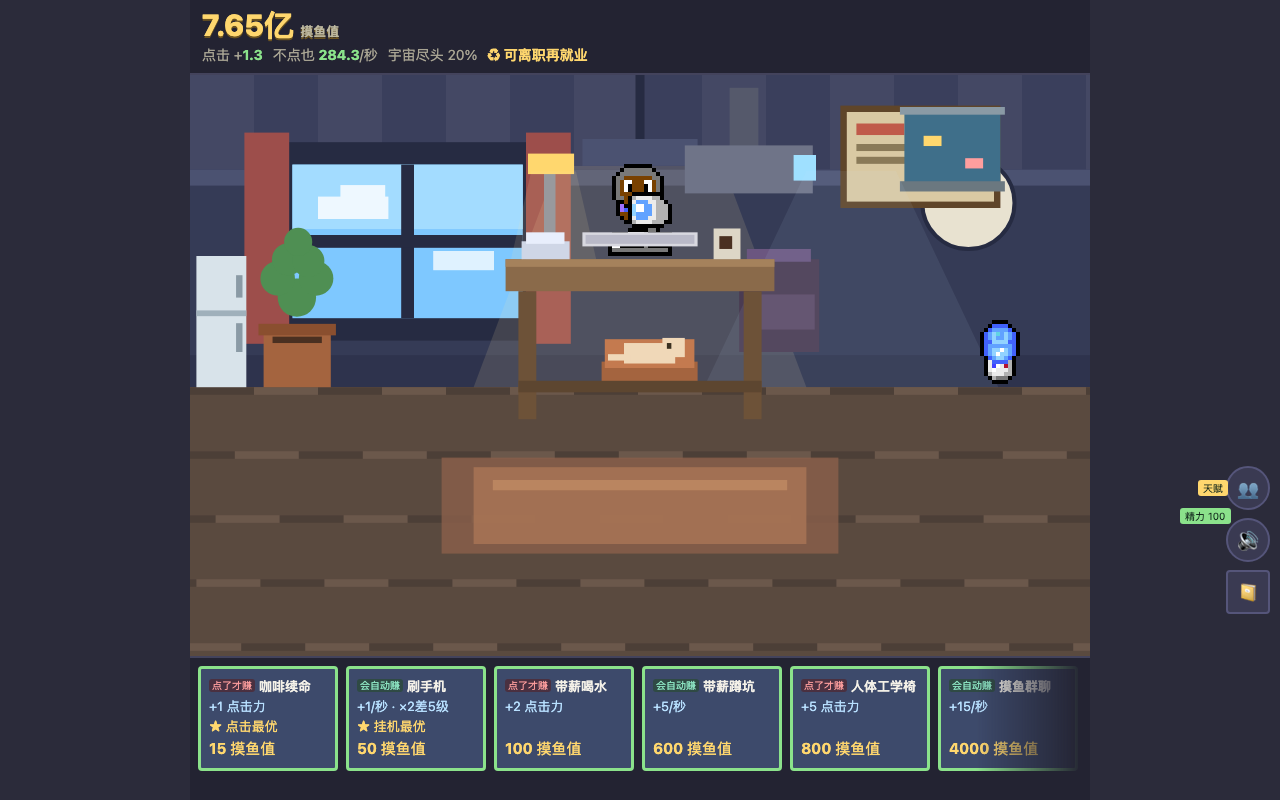 7.65亿 摸鱼值
点击 +1.3 不点也 284.3/秒 宇宙尽头 20% ♻ 可离职再就业
天赋
精力 100
点了才赚 咖啡续命
+1 点击力
⭐ 点击最优
15 摸鱼值
会自动赚 刷手机
+1/秒 · ×2差5级
⭐ 挂机最优
50 摸鱼值
点了才赚 带薪喝水
+2 点击力
100 摸鱼值
会自动赚 带薪蹲坑
+5/秒
600 摸鱼值
点了才赚 人体工学椅
+5 点击力
800 摸鱼值
会自动赚 摸鱼群聊
+15/秒
4000 摸鱼值